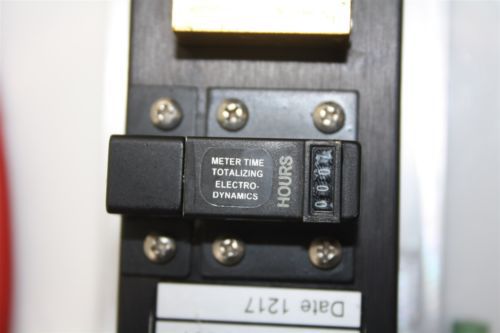 METER TIME
TOTALIZING
ELECTRO-
DYNAMICS
HOURS
Date 1217